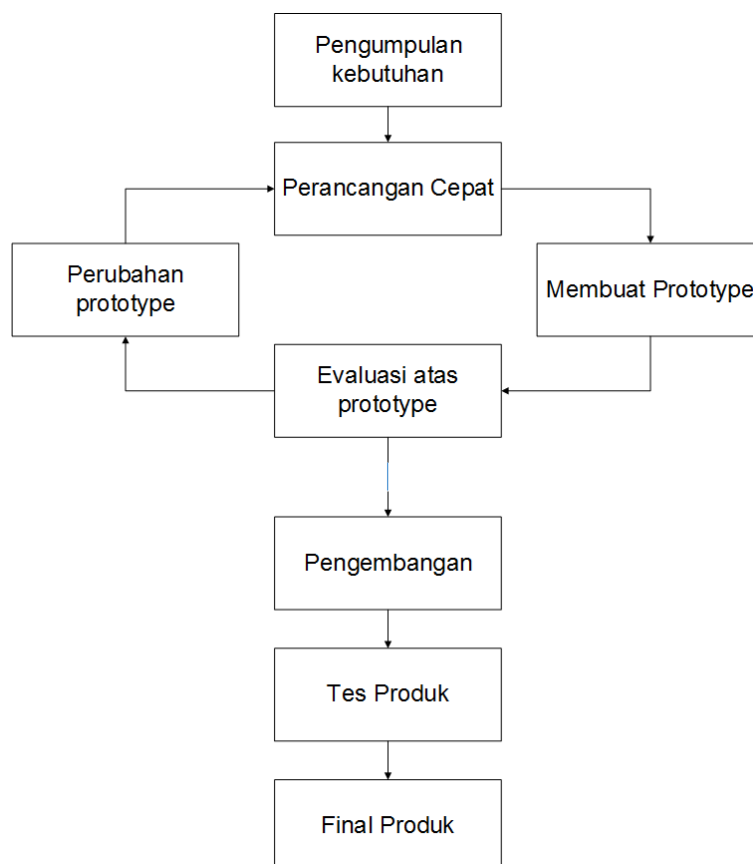 Pengumpulan
kebutuhan
Perancangan Cepat
Perubahan
prototype
Membuat Prototype
Evaluasi atas
prototype
Pengembangan
Tes Produk
Final Produk